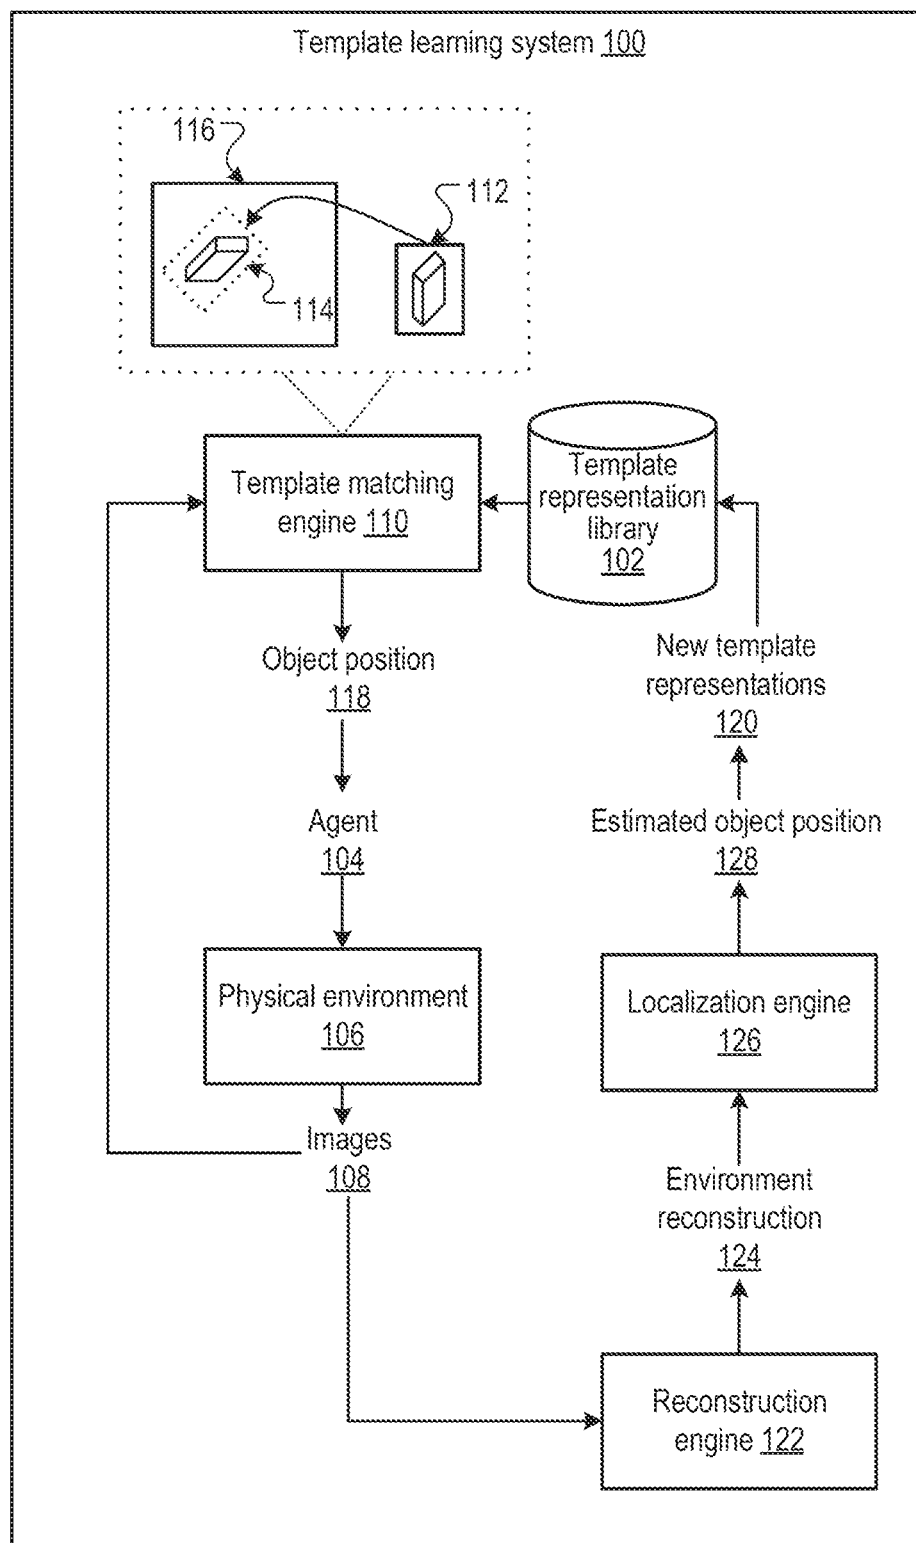 Template learning system 100
116
112
114
Template matching
engine 110
Template
representation
library
102
Object position
118
New template
representations
120
Agent
104
Estimated object position
128
Physical environment
106
Localization engine
126
Images
108
Environment
reconstruction
124
Reconstruction
engine 122